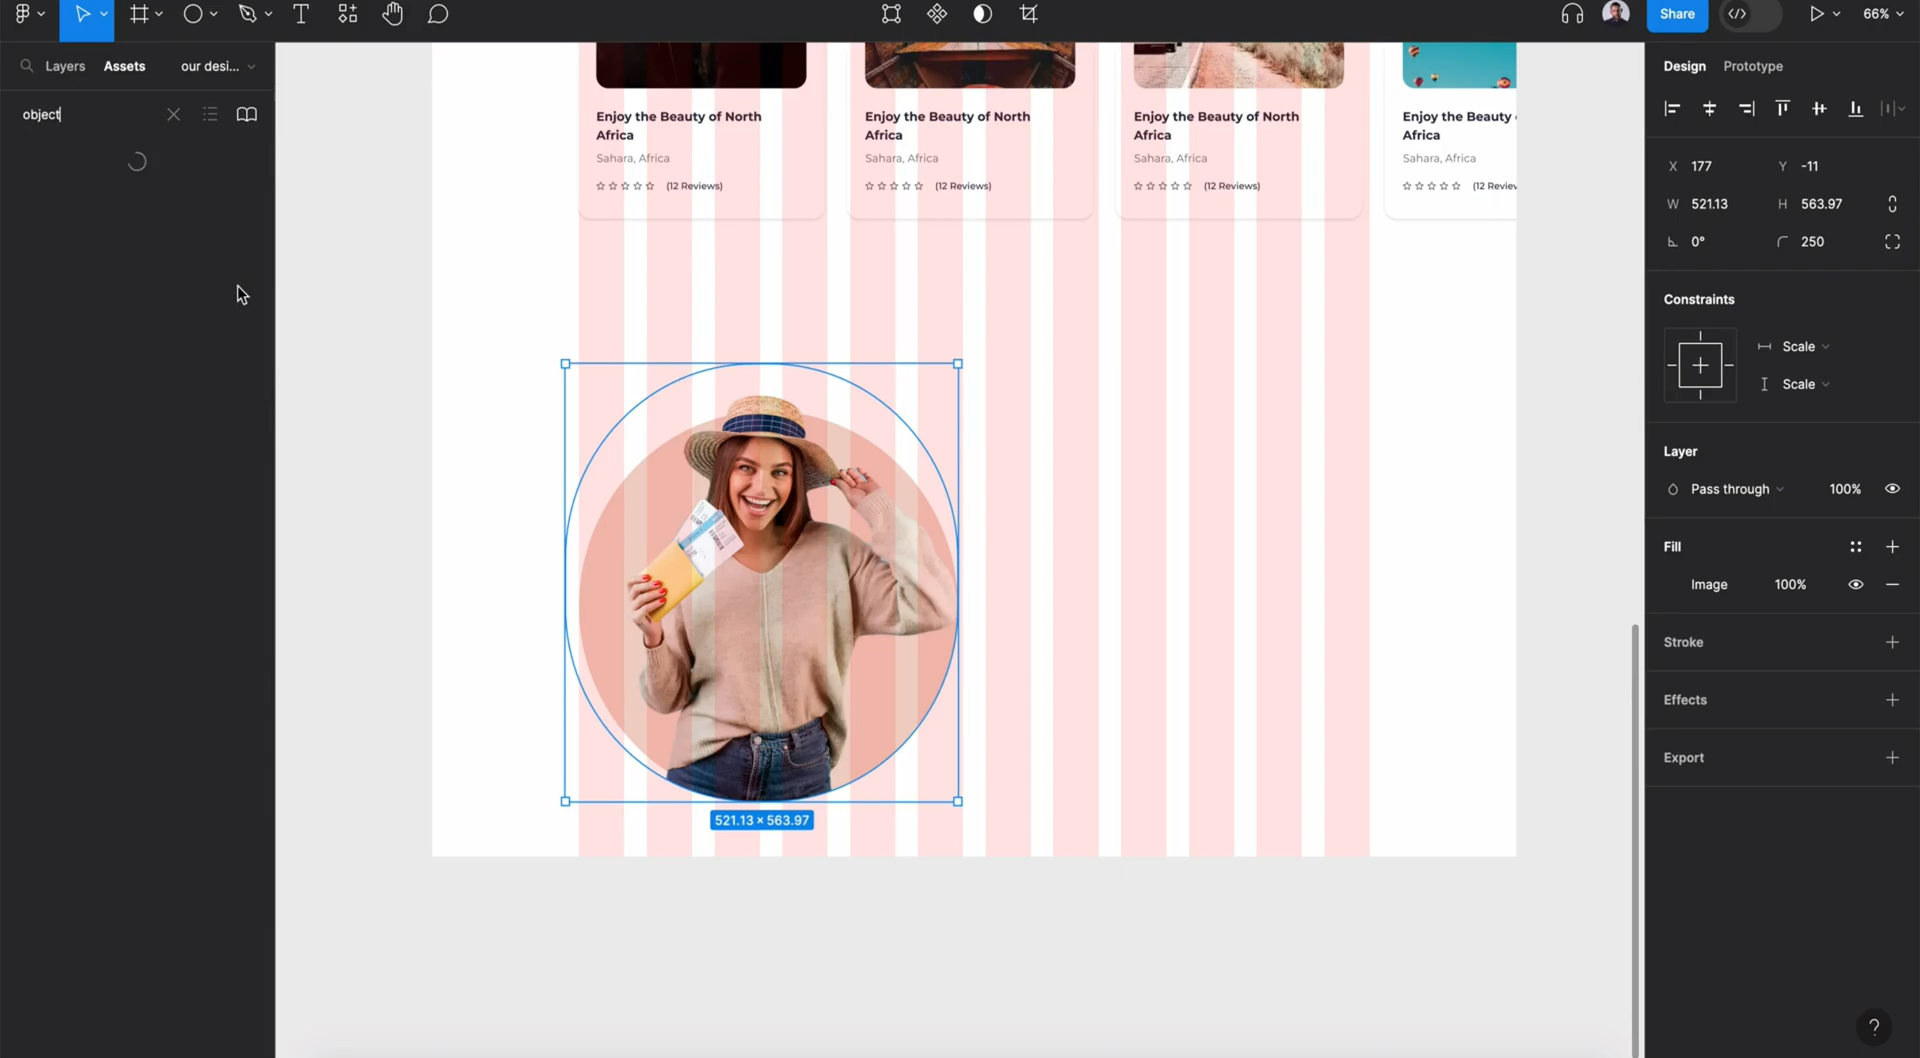 Share
66%
Layers
Assets
our desi...
object
Enjoy the Beauty of North
Africa
Sahara, Africa
(12 Reviews)
Enjoy the Beauty of North
Africa
Sahara, Africa
(12 Reviews)
Enjoy the Beauty of North
Africa
Sahara, Africa
(12 Reviews)
Enjoy the Beauty
Africa
Sahara, Africa
(12 Review
521.13 × 563.97
Design
Prototype
X 177
Y -11
W 521.13
H 563.97
0°
250
Constraints
Scale
Scale
Layer
Pass through
100%
Fill
Image
100%
Stroke
Effects
Export
?